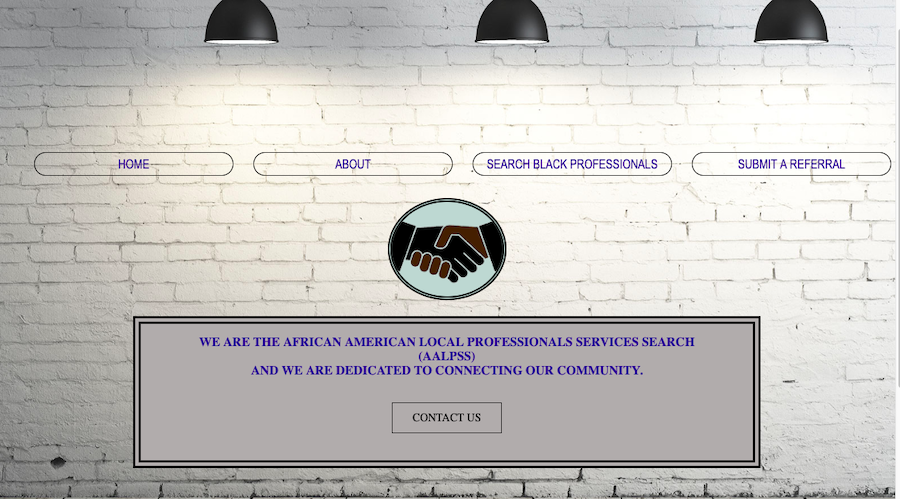 HOME
ABOUT
SEARCH BLACK PROFESSIONALS
SUBMIT A REFERRAL
WE ARE THE AFRICAN AMERICAN LOCAL PROFESSIONALS SERVICES SEARCH
(AALPSS)
AND WE ARE DEDICATED TO CONNECTING OUR COMMUNITY.
CONTACT US